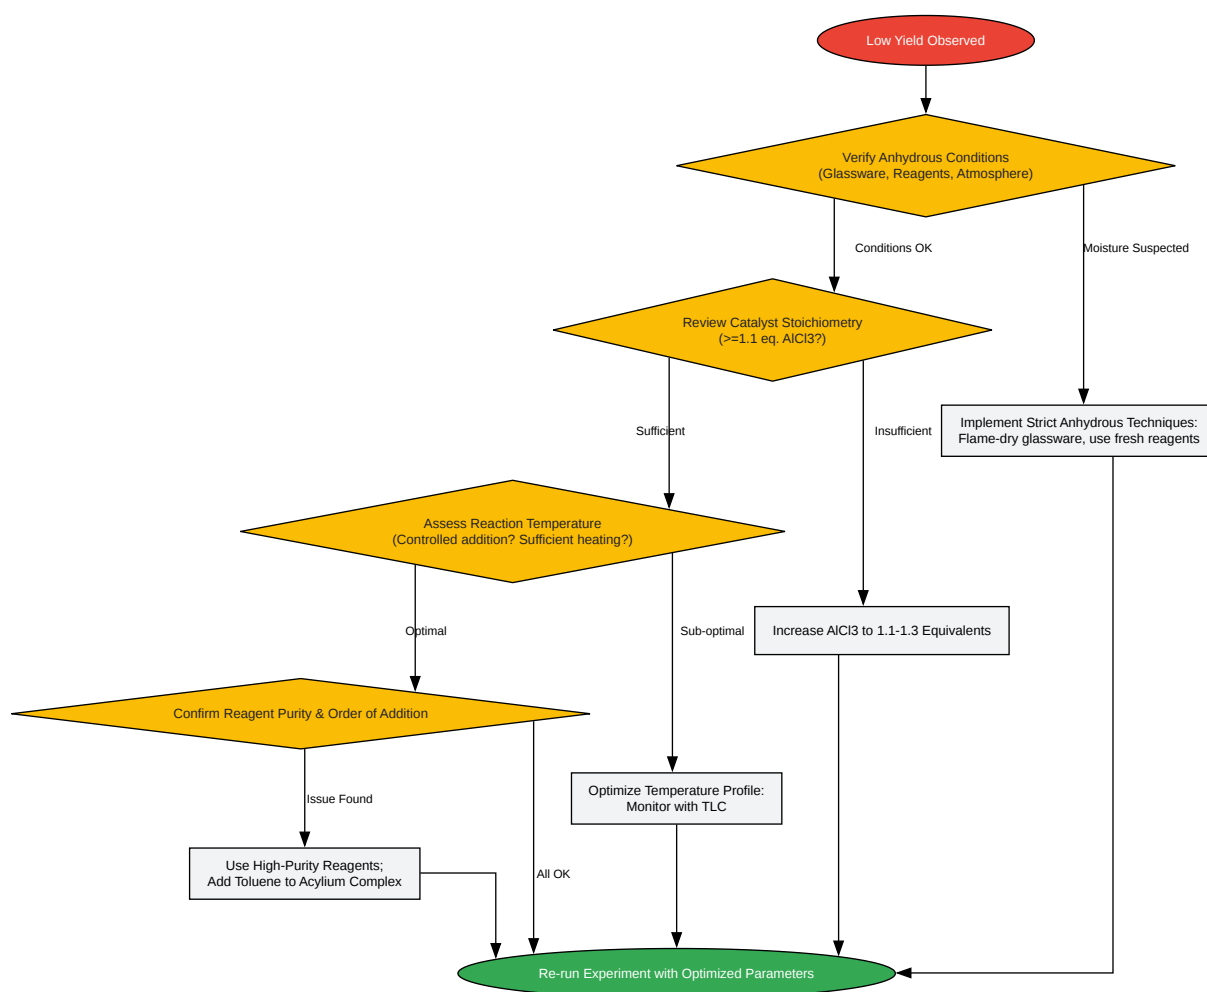 Low Yield Observed
Verify Anhydrous Conditions
(Glassware, Reagents, Atmosphere)
Conditions OK
Moisture Suspected
Review Catalyst Stoichiometry
(>=1.1 eq. AlCl3?)
Sufficient
Insufficient
Implement Strict Anhydrous Techniques:
Flame-dry glassware, use fresh reagents
Assess Reaction Temperature
(Controlled addition? Sufficient heating?)
Optimal
Sub-optimal
Increase AlCl3 to 1.1-1.3 Equivalents
Confirm Reagent Purity & Order of Addition
Issue Found
Optimize Temperature Profile:
Monitor with TLC
Use High-Purity Reagents;
Add Toluene to Acylium Complex
All OK
Re-run Experiment with Optimized Parameters